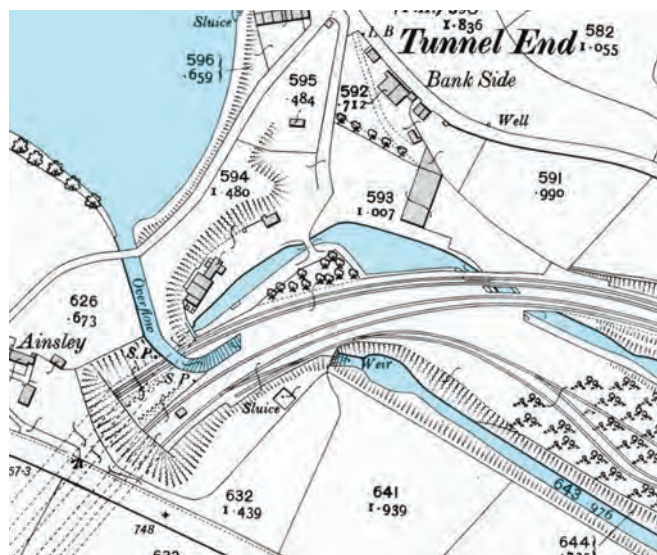 Sluice
1·836
582
1·055
L.B
Tunnel End
Bank Side
596
·659
595
·484
592
·712
Well
594
1·480
593
1·007
591
·990
626
·673
Overflow
Ainsley
S.P.
S.P.
Sluice
Weir
57·3
632
1·439
641
1·939
643
·976
748
6441